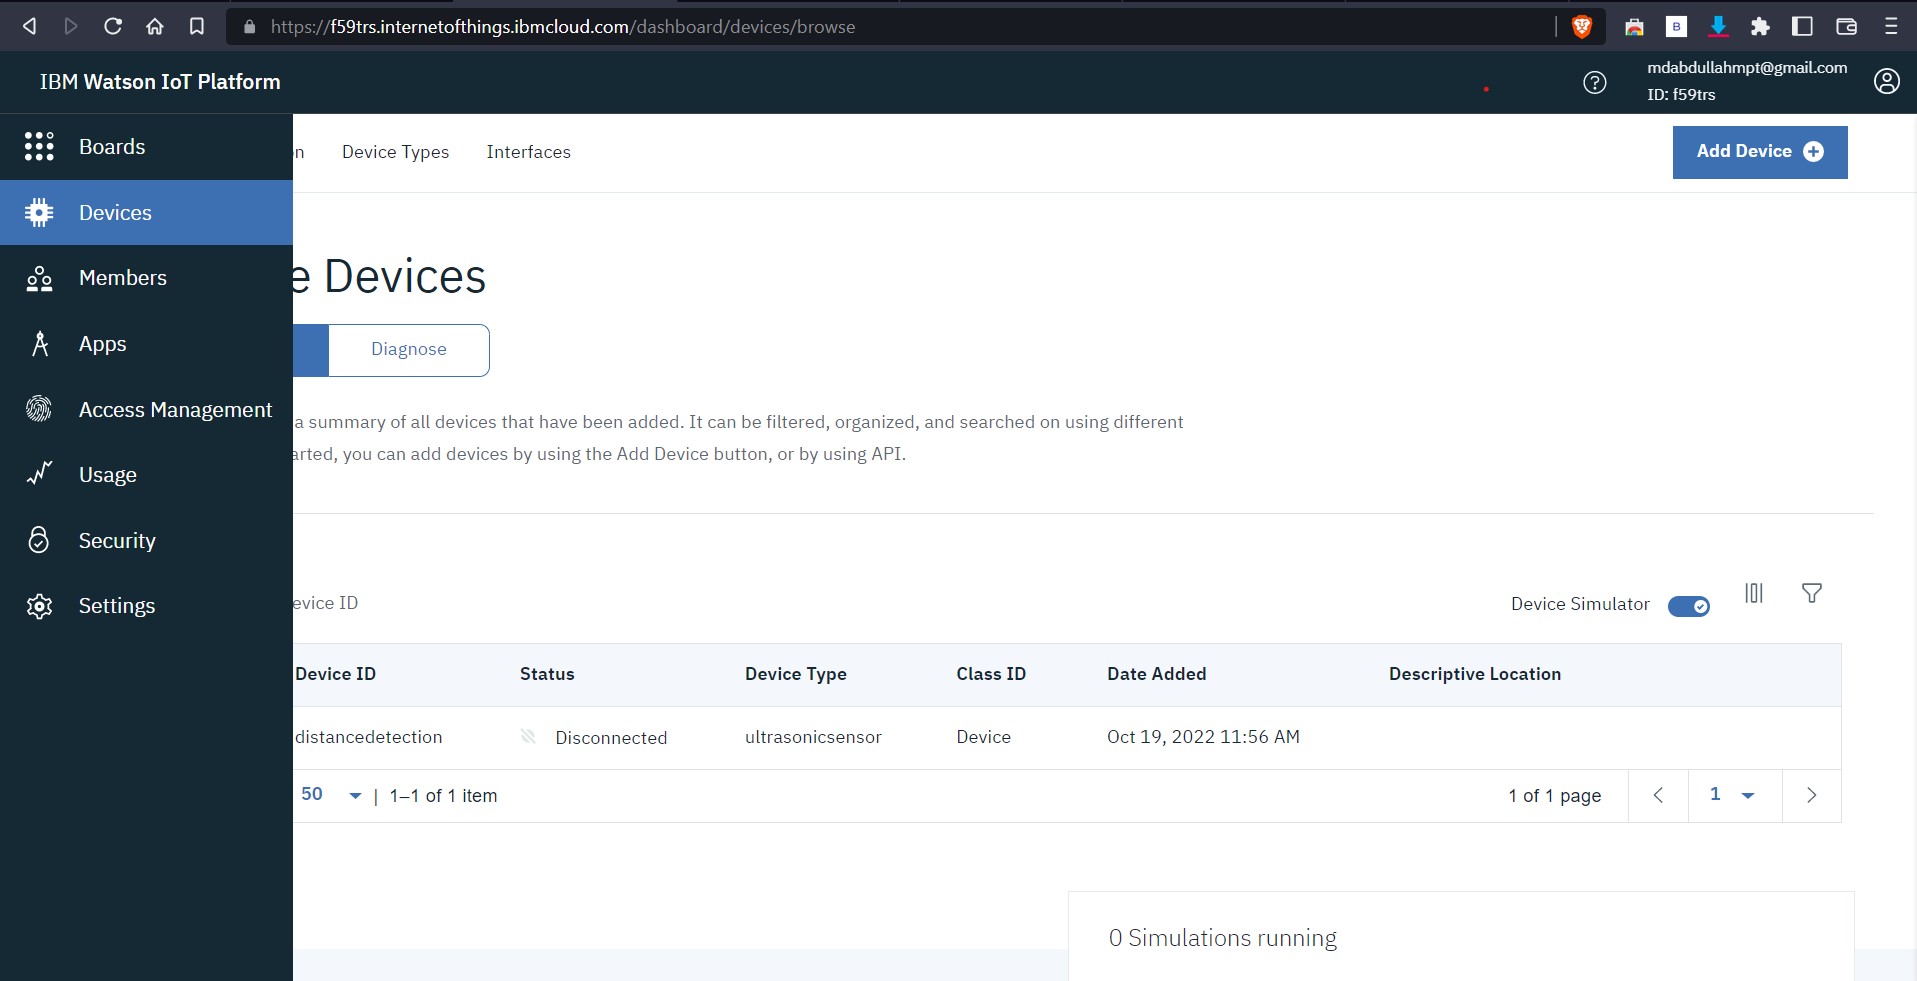 https://f59trs.internetofthings.ibmcloud.com/dashboard/devices/browse
B
IBM Watson IoT Platform
?
mdabdullahmpt@gmail.com
ID: f59trs
Boards
Devices
Members
Apps
Access Management
Usage
Security
Settings
n
Device Types
Interfaces
Add Device
e Devices
Diagnose
a summary of all devices that have been added. It can be filtered, organized, and searched on using different
arted, you can add devices by using the Add Device button, or by using API.
evice ID
Device Simulator
Device ID Status Device Type Class ID Date Added Descriptive Location
distancedetection Disconnected ultrasonicsensor Device Oct 19, 2022 11:56 AM
50 | 1–1 of 1 item
1 of 1 page
1
0 Simulations running